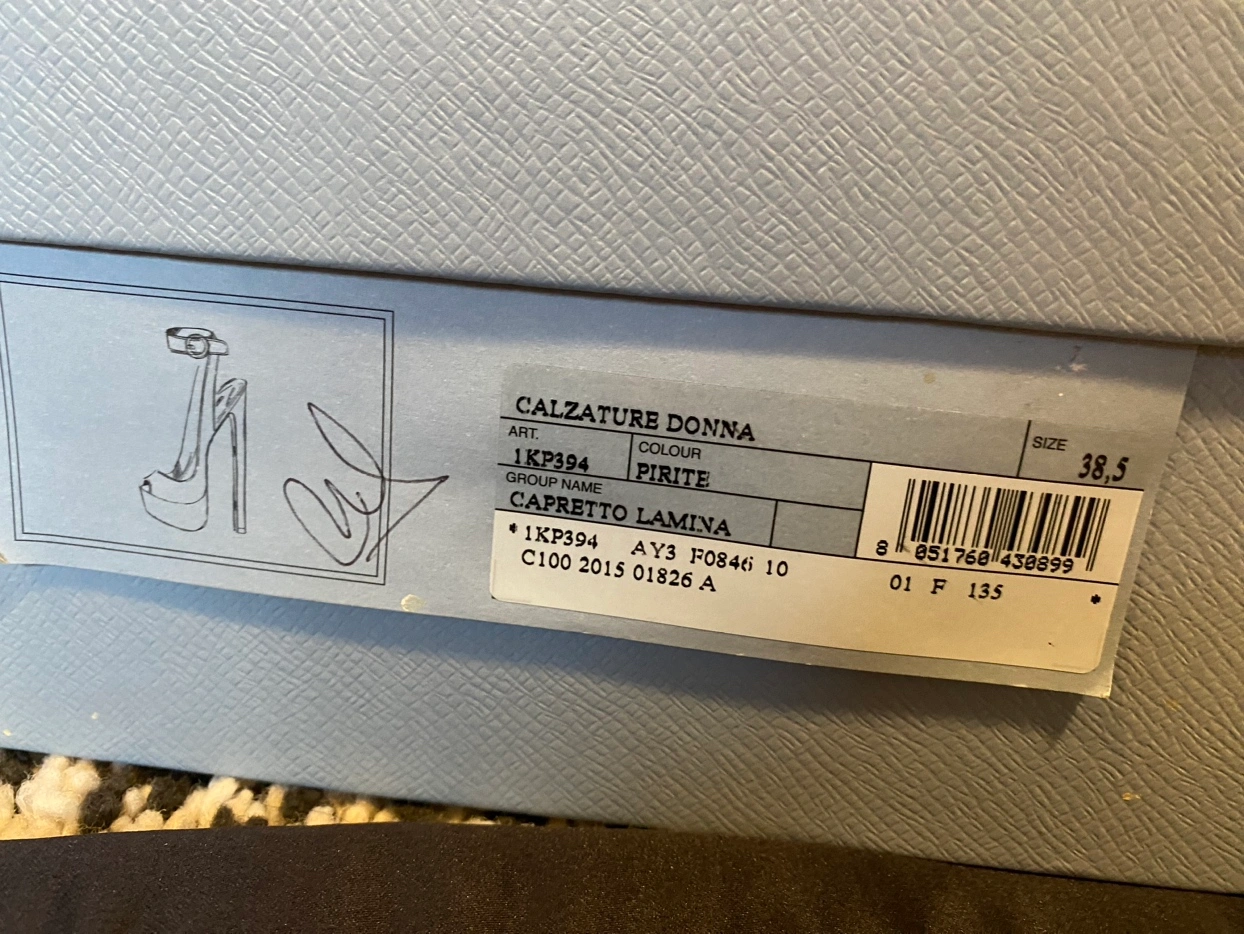 CALZATURE DONNA
ART.
1KP394
COLOUR
PIRITE
SIZE
38,5
GROUP NAME
CAPRETTO LAMINA
* 1KP394 AY3 F0846 10
C100 2015 01826 A
8 051760 430899
01 F 135 *